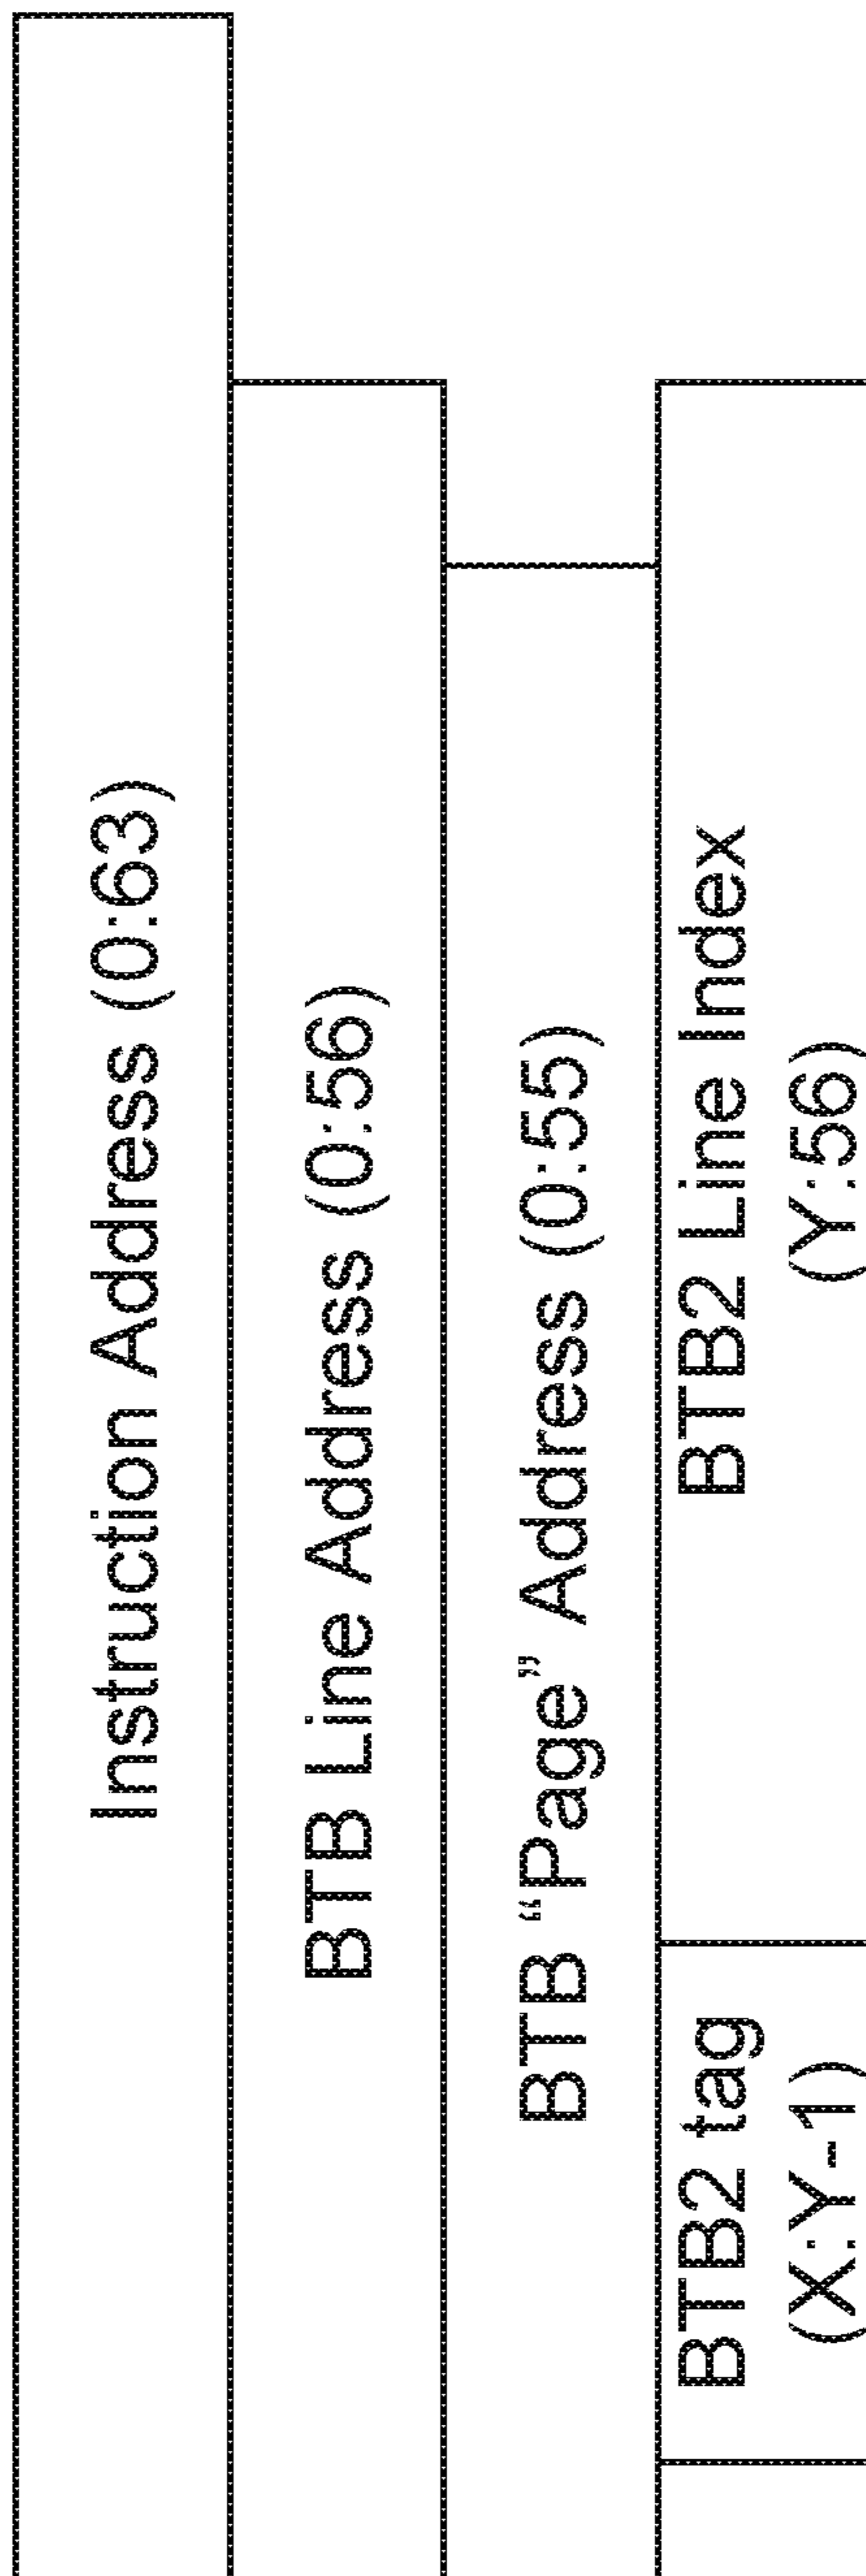 Instruction Address (0:63)
BTB Line Address (0:56)
BTB “Page” Address (0:55)
BTB2 tag
(X:Y-1)
BTB2 Line Index
(Y:56)